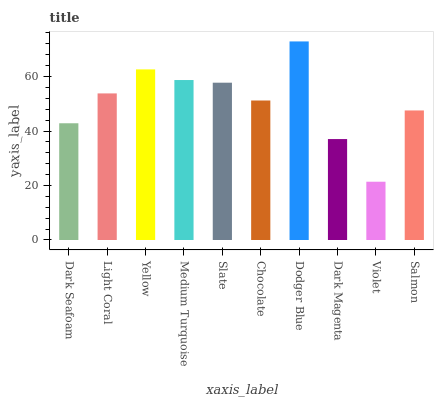 title
yaxis_label
60
40
20
0
Dark Seafoam
Light Coral
Yellow
Medium Turquoise
Slate
Chocolate
Dodger Blue
Dark Magenta
Violet
Salmon
xaxis_label